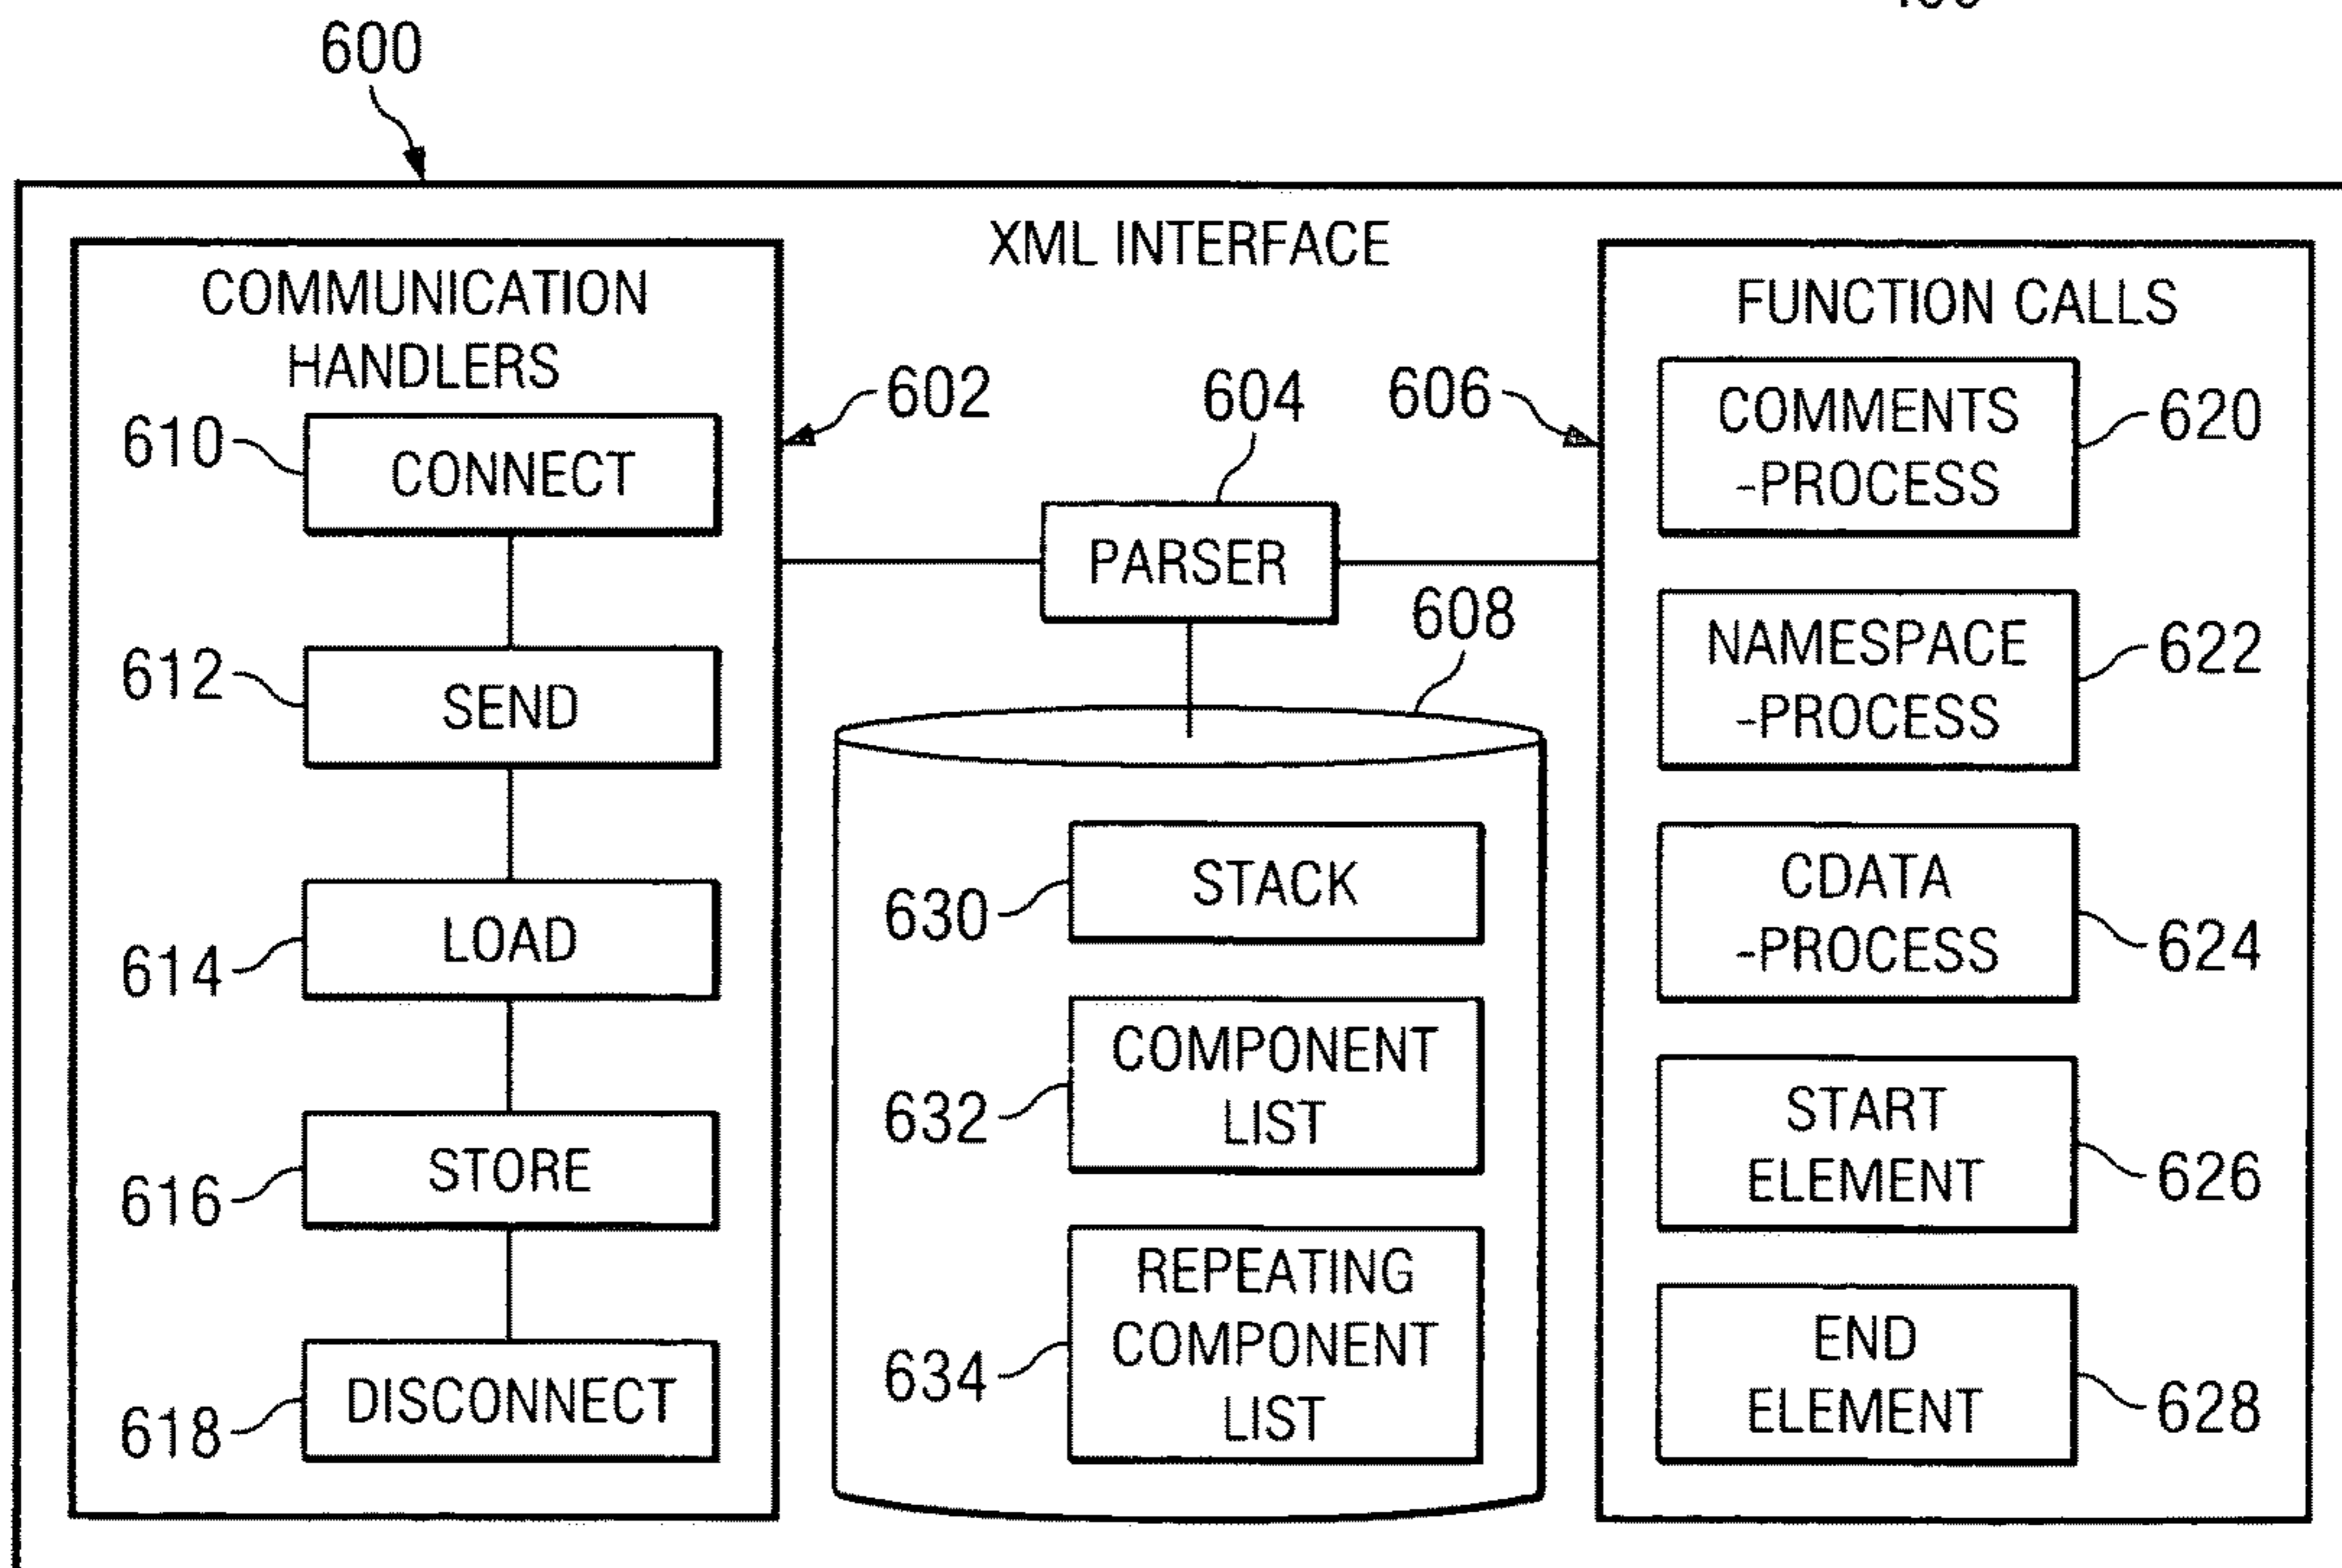 600
XML INTERFACE
COMMUNICATION
HANDLERS
610
CONNECT
612
SEND
614
LOAD
616
STORE
618
DISCONNECT
602
604
606
PARSER
608
630
STACK
632
COMPONENT
LIST
634
REPEATING
COMPONENT
LIST
FUNCTION CALLS
COMMENTS
-PROCESS
620
NAMESPACE
-PROCESS
622
CDATA
-PROCESS
624
START
ELEMENT
626
END
ELEMENT
628